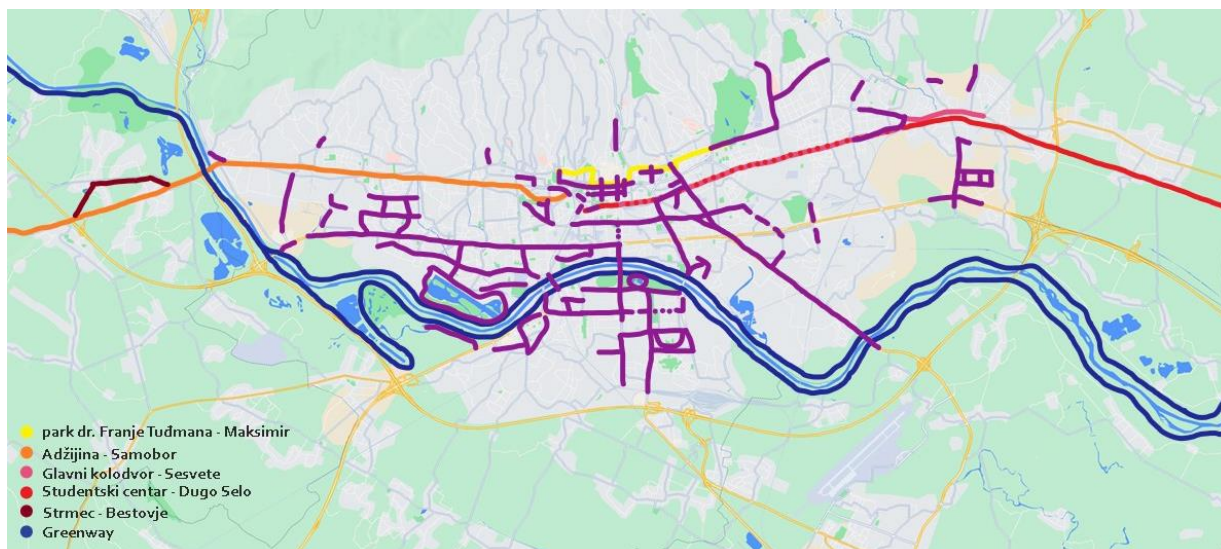 park dr. Franje Tuđmana - Maksimir
Adžijina - Samobor
Glavni kolodvor - Sesvete
Studentski centar - Dugo Selo
Strmec - Bestovje
Greenway